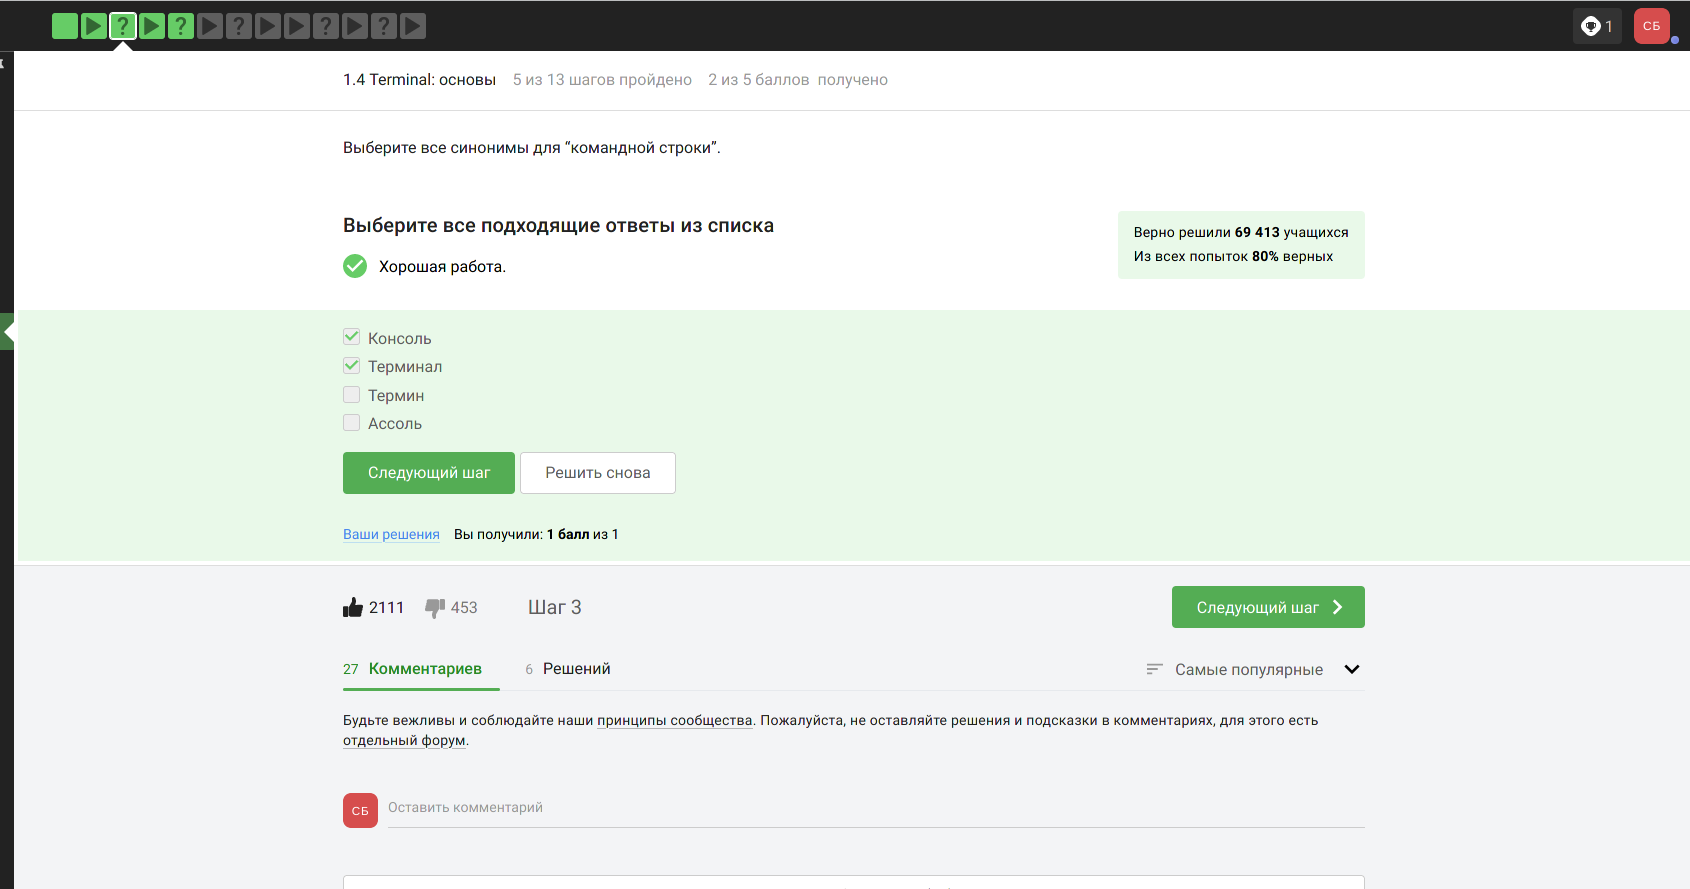 1
СБ
1.4 Terminal: основы 5 из 13 шагов пройдено 2 из 5 баллов получено
Выберите все синонимы для “командной строки”.
Выберите все подходящие ответы из списка
Верно решили 69 413 учащихся
Из всех попыток 80% верных
Хорошая работа.
Консоль
Терминал
Термин
Ассоль
Следующий шаг Решить снова
Ваши решения Вы получили: 1 балл из 1
2111 453 Шаг 3 Следующий шаг
27 Комментариев 6 Решений Самые популярные
Будьте вежливы и соблюдайте наши принципы сообщества. Пожалуйста, не оставляйте решения и подсказки в комментариях, для этого есть
отдельный форум.
СБ Оставить комментарий